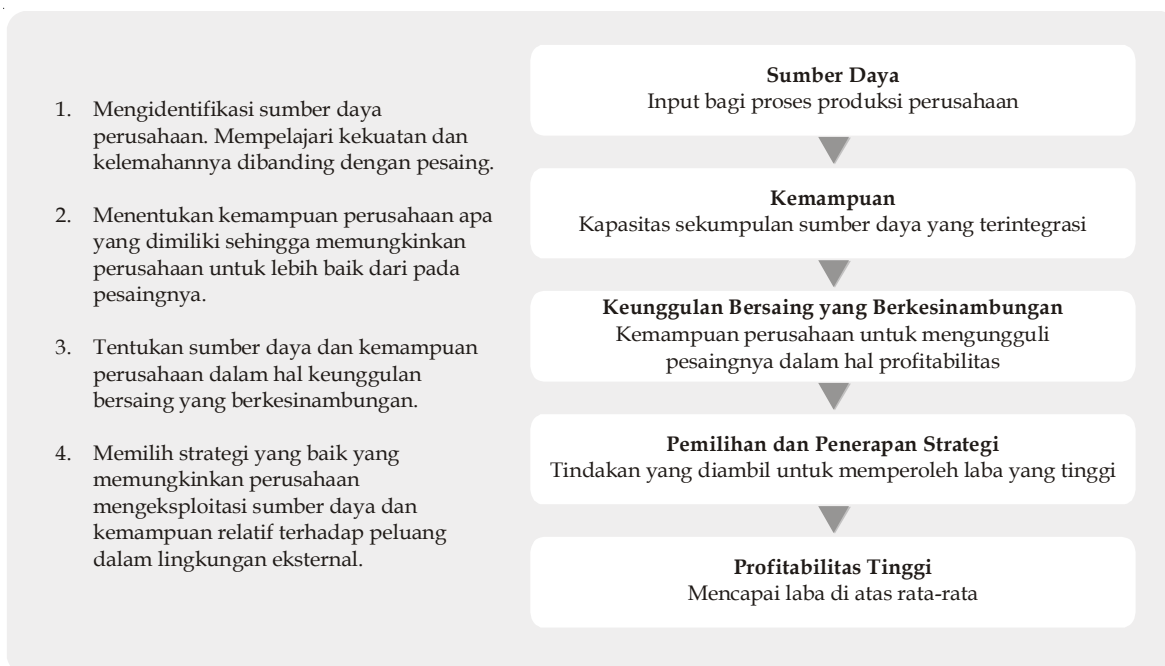 1. Mengidentifikasi sumber daya
perusahaan. Mempelajari kekuatan dan
kelemahannya dibanding dengan pesaing.
2. Menentukan kemampuan perusahaan apa
yang dimiliki sehingga memungkinkan
perusahaan untuk lebih baik dari pada
pesaingnya.
3. Tentukan sumber daya dan kemampuan
perusahaan dalam hal keunggulan
bersaing yang berkesinambungan.
4. Memilih strategi yang baik yang
memungkinkan perusahaan
mengeksploitasi sumber daya dan
kemampuan relatif terhadap peluang
dalam lingkungan eksternal.
Sumber Daya
Input bagi proses produksi perusahaan
Kemampuan
Kapasitas sekumpulan sumber daya yang terintegrasi
Keunggulan Bersaing yang Berkesinambungan
Kemampuan perusahaan untuk mengungguli
pesaingnya dalam hal profitabilitas
Pemilihan dan Penerapan Strategi
Tindakan yang diambil untuk memperoleh laba yang tinggi
Profitabilitas Tinggi
Mencapai laba di atas rata-rata